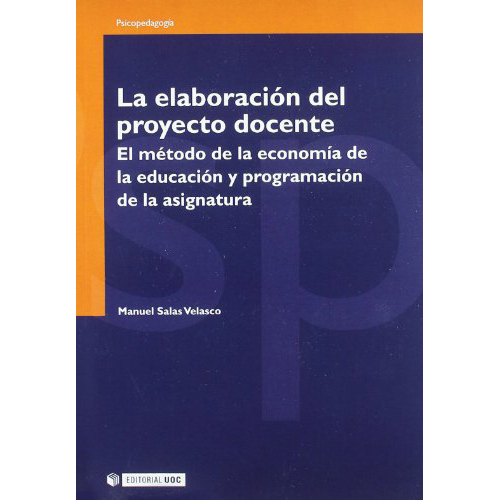 Psicopedagogía
La elaboración del
proyecto docente
El método de la economía de
la educación y programación
de la asignatura
sp
Manuel Salas Velasco
EDITORIAL UOC